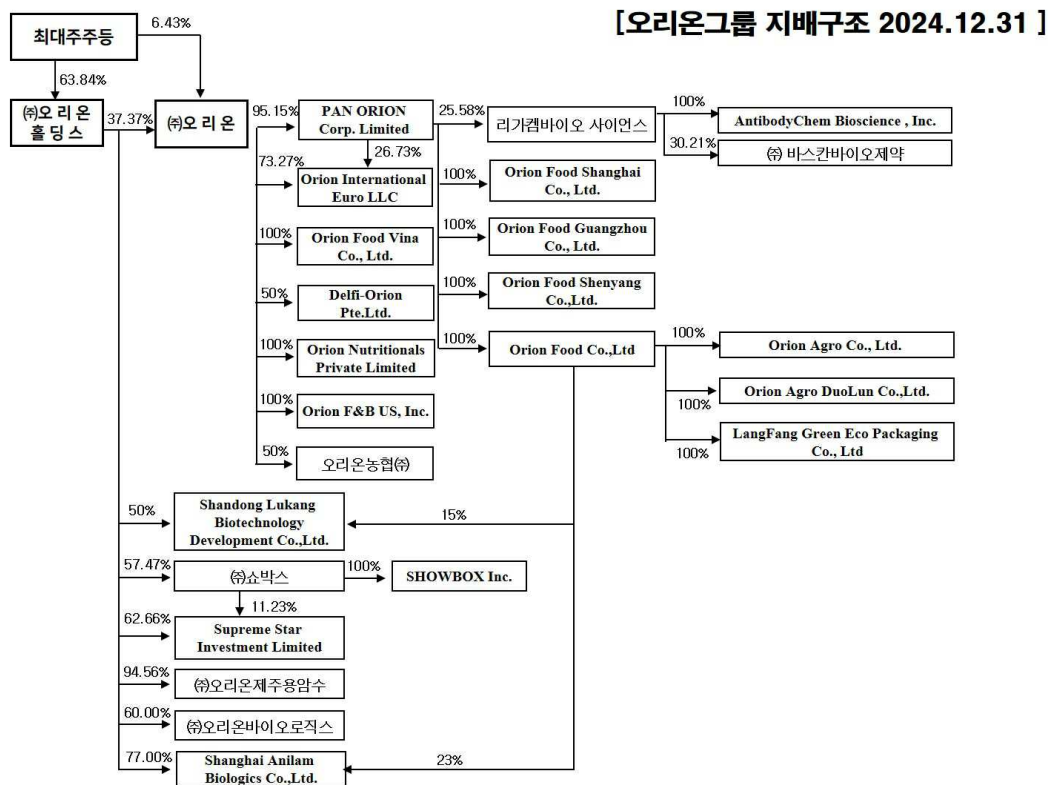 [오리온그룹 지배구조 2024.12.31 ]
최대주주등
6.43%
63.84%
㈜오 리 온
홀 딩 스
37.37%
㈜오 리 온
95.15%
PAN ORION
Corp. Limited
25.58%
리가켐바이오 사이언스
100%
AntibodyChem Bioscience , Inc.
30.21%
㈜ 바스칸바이오제약
26.73%
73.27%
Orion International
Euro LLC
100%
Orion Food Shanghai
Co., Ltd.
100%
Orion Food Vina
Co., Ltd.
100%
Orion Food Guangzhou
Co., Ltd.
50%
Delfi-Orion
Pte.Ltd.
100%
Orion Food Shenyang
Co.,Ltd.
100%
Orion Nutritionals
Private Limited
100%
Orion Food Co.,Ltd
100%
Orion Agro Co., Ltd.
100%
Orion F&B US, Inc.
100%
Orion Agro DuoLun Co.,Ltd.
50%
오리온농협㈜
100%
LangFang Green Eco Packaging
Co., Ltd
50%
Shandong Lukang
Biotechnology
Development Co.,Ltd.
15%
57.47%
㈜쇼박스
100%
SHOWBOX Inc.
11.23%
62.66%
Supreme Star
Investment Limited
94.56%
㈜오리온제주용암수
60.00%
㈜오리온바이오로직스
77.00%
Shanghai Anilam
Biologics Co.,Ltd.
23%